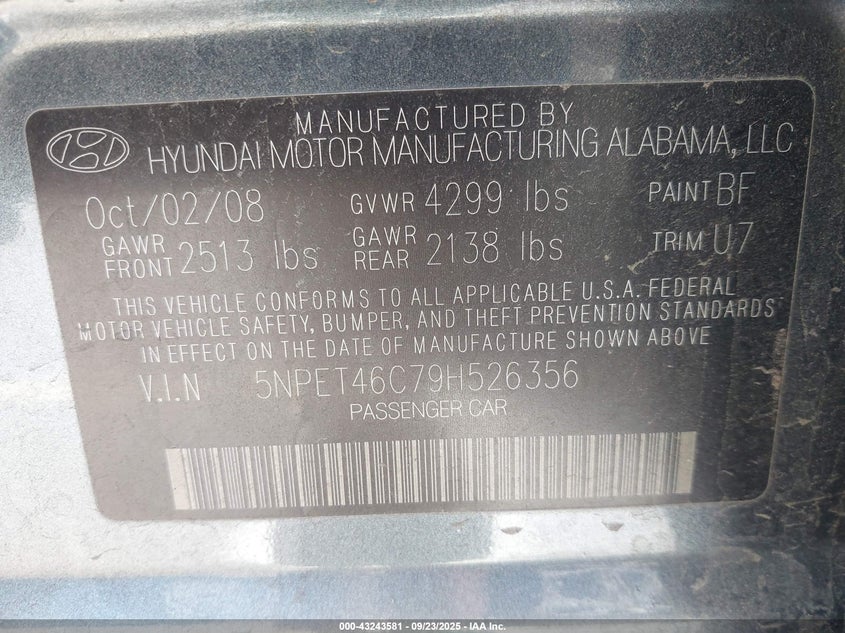 MANUFACTURED BY
HYUNDAI MOTOR MANUFACTURING ALABAMA, LLC
Oct/02/08 GVWR 4299 lbs PAINT BF
GAWR FRONT 2513 lbs GAWR REAR 2138 lbs TRIM U7
THIS VEHICLE CONFORMS TO ALL APPLICABLE U.S.A. FEDERAL
MOTOR VEHICLE SAFETY, BUMPER, AND THEFT PREVENTION STANDARDS
IN EFFECT ON THE DATE OF MANUFACTURE SHOWN ABOVE
V.I.N 5NPET46C79H526356
PASSENGER CAR
000-43243581 - 09/23/2025 - IAA Inc.